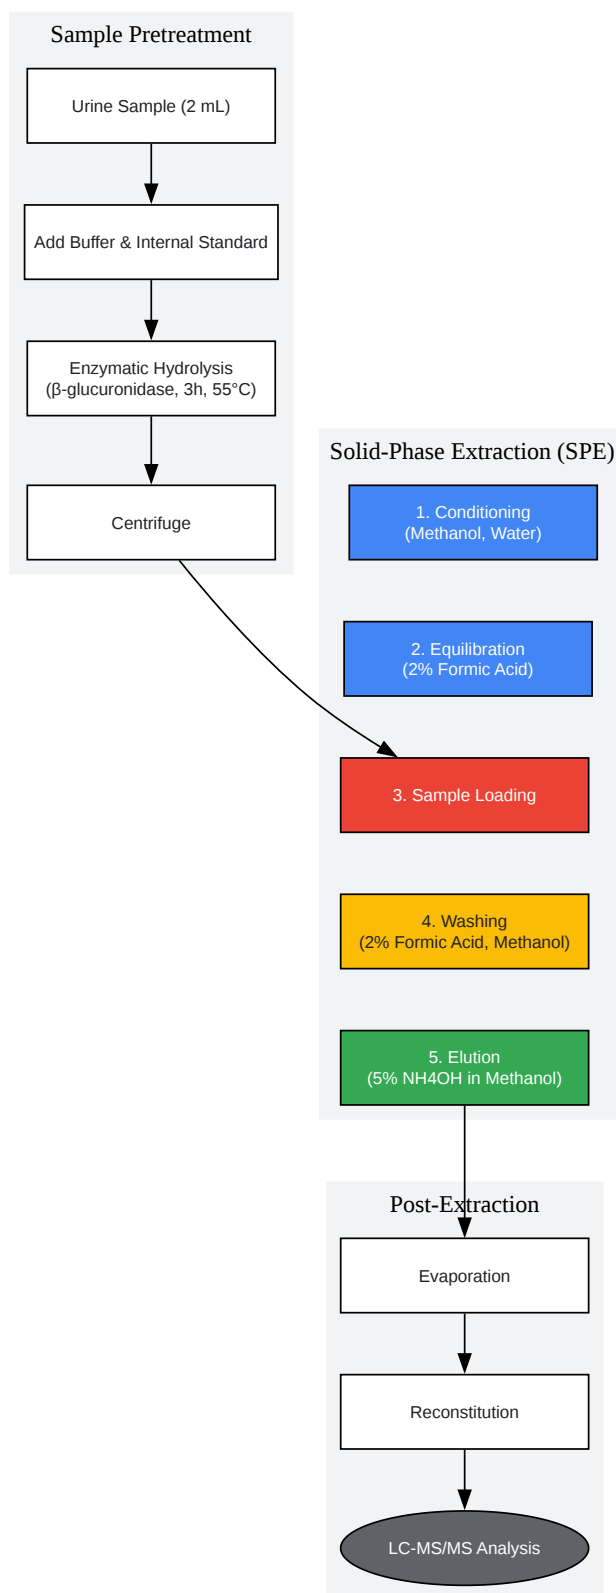 Sample Pretreatment
Urine Sample (2 mL)
Add Buffer & Internal Standard
Enzymatic Hydrolysis
(β-glucuronidase, 3h, 55°C)
Centrifuge
Solid-Phase Extraction (SPE)
1. Conditioning
(Methanol, Water)
2. Equilibration
(2% Formic Acid)
3. Sample Loading
4. Washing
(2% Formic Acid, Methanol)
5. Elution
(5% NH4OH in Methanol)
Post-Extraction
Evaporation
Reconstitution
LC-MS/MS Analysis